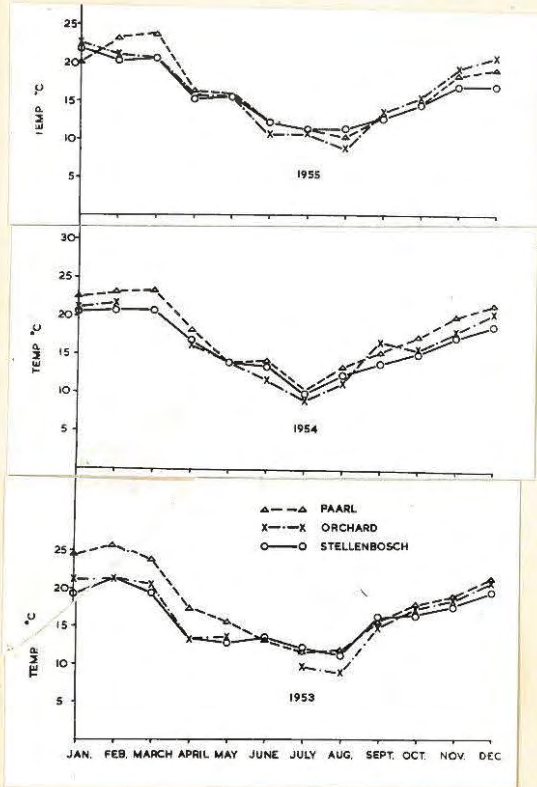 25
20
15
10
5
TEMP °C
1955
30
25
20
15
10
5
TEMP °C
1954
PAARL
ORCHARD
STELLENBOSCH
25
20
15
10
5
TEMP °C
1953
JAN. FEB. MARCH APRIL MAY JUNE JULY AUG. SEPT. OCT. NOV. DEC